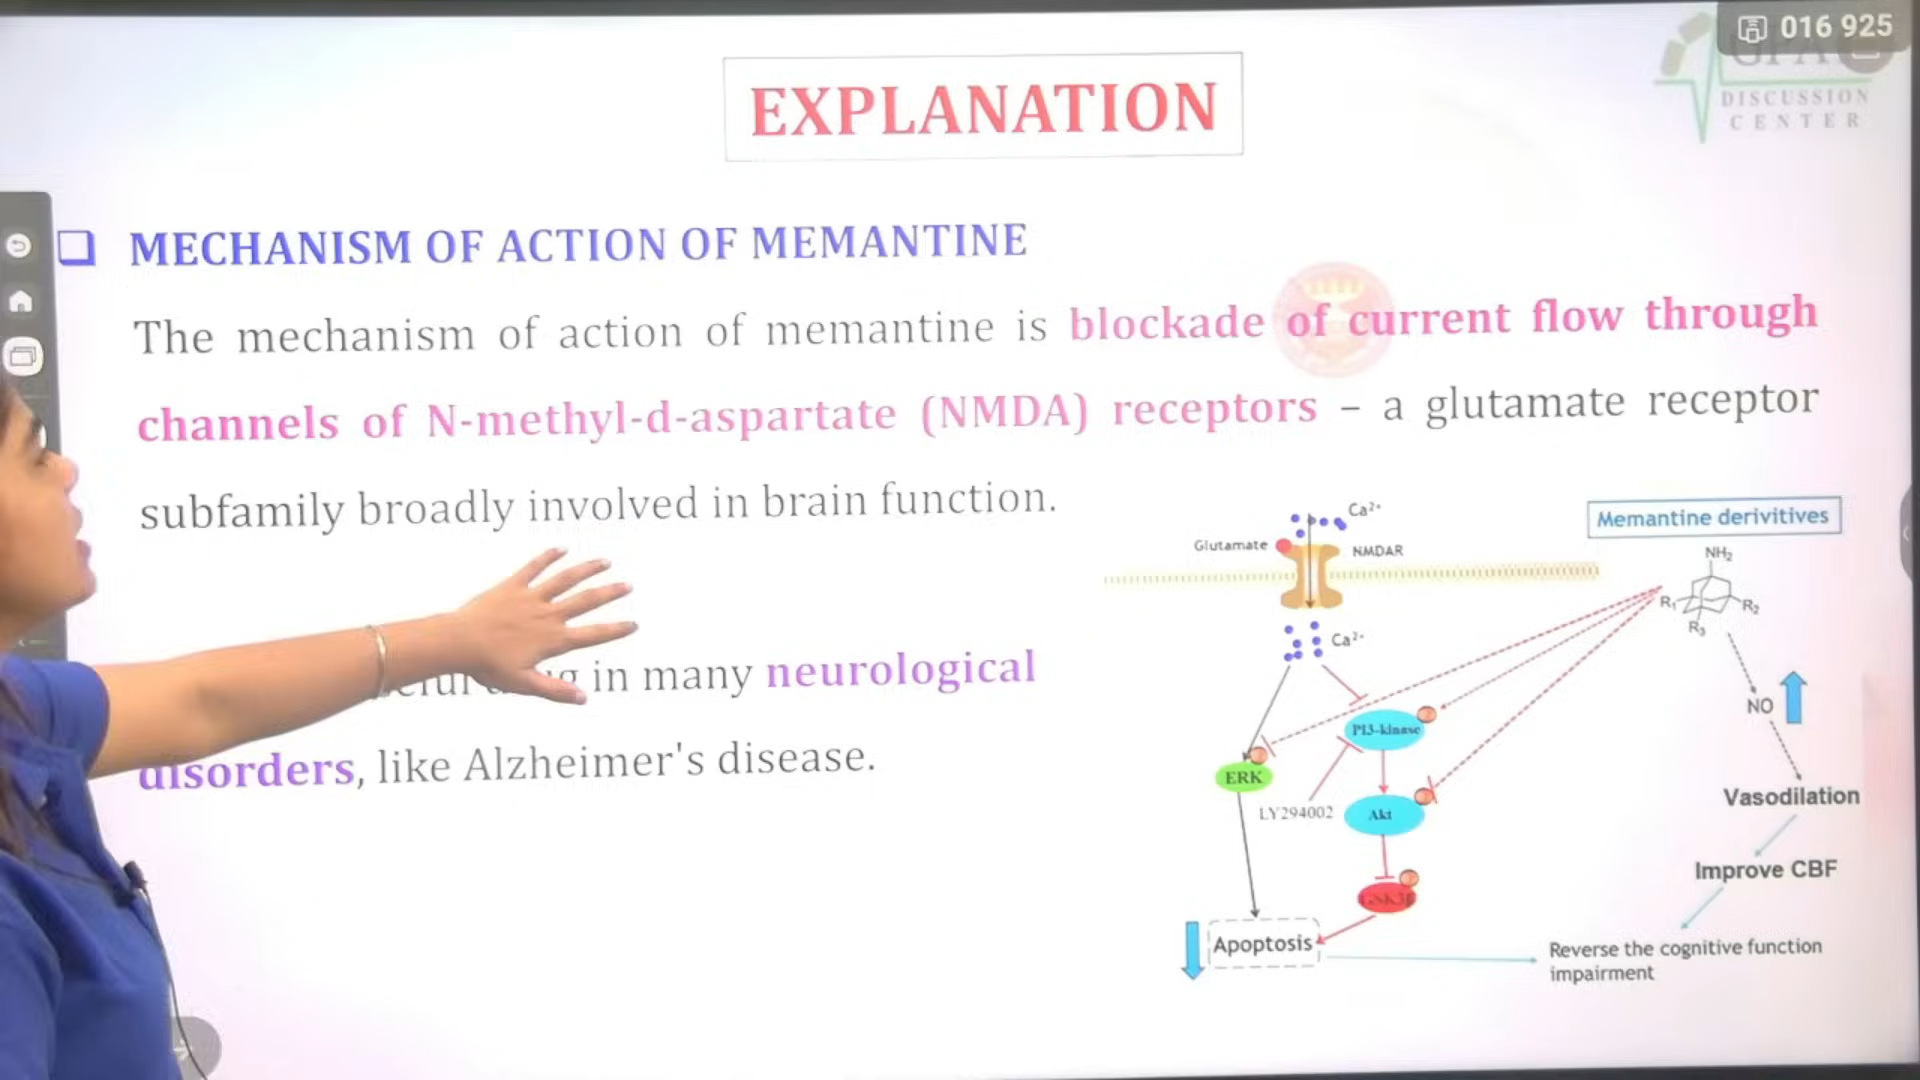 016 925
DISCUSSION
CENTER
EXPLANATION
MECHANISM OF ACTION OF MEMANTINE
The mechanism of action of memantine is blockade of current flow through
channels of N-methyl-d-aspartate (NMDA) receptors – a glutamate receptor
subfamily broadly involved in brain function.
in many neurological
disorders, like Alzheimer's disease.
Ca²⁺
Glutamate
NMDAR
Ca²⁺
Memantine derivitives
NH₂
R₁
R₂
R₃
NO
PI3-kinase
ERK
LY294002
Akt
Vasodilation
Improve CBF
Apoptosis
Reverse the cognitive function
impairment